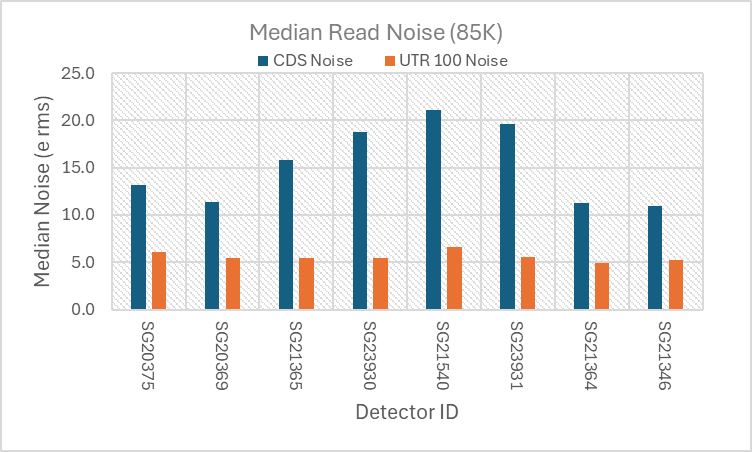 Median Read Noise (85K)
CDS Noise
UTR 100 Noise
Median Noise (e rms)
25.0
20.0
15.0
10.0
5.0
0.0
SG20375
SG20369
SG21365
SG23930
SG21540
SG23931
SG21364
SG21346
Detector ID